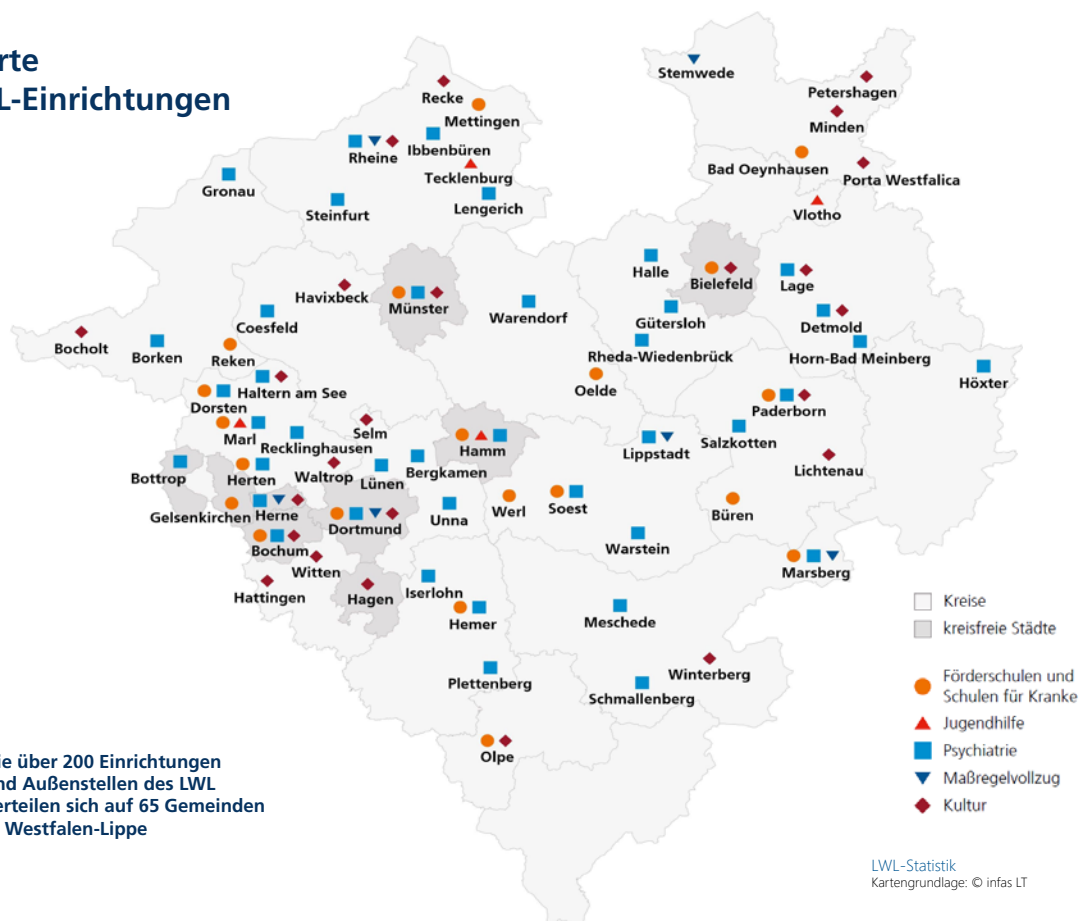 rte
L-Einrichtungen
Stemwede
Petershagen
Recke
Mettingen
Minden
Ibbenbüren
Rheine
Bad Oeynhausen
Tecklenburg
Porta Westfalica
Gronau
Lengerich
Steinfurt
Vlotho
Halle
Bielefeld
Lage
Havixbeck
Münster
Warendorf
Coesfeld
Gütersloh
Detmold
Bocholt
Borken
Reken
Rheda-Wiedenbrück
Horn-Bad Meinberg
Höxter
Oelde
Haltern am See
Dorsten
Paderborn
Marl
Selm
Recklinghausen
Hamm
Lippstadt
Salzkotten
Lichtenau
Bottrop
Herten
Waltrop
Lünen
Bergkamen
Gelsenkirchen
Herne
Dortmund
Unna
Werl
Soest
Büren
Bochum
Warstein
Witten
Marsberg
Hattingen
Hagen
Iserlohn
Hemer
Meschede
Plettenberg
Schmallenberg
Winterberg
Olpe
Kreise
kreisfreie Städte
Förderschulen und
Schulen für Kranke
Jugendhilfe
Psychiatrie
Maßregelvollzug
Kultur
ie über 200 Einrichtungen
nd Außenstellen des LWL
erteilen sich auf 65 Gemeinden
Westfalen-Lippe
LWL-Statistik
Kartengrundlage: © infas LT